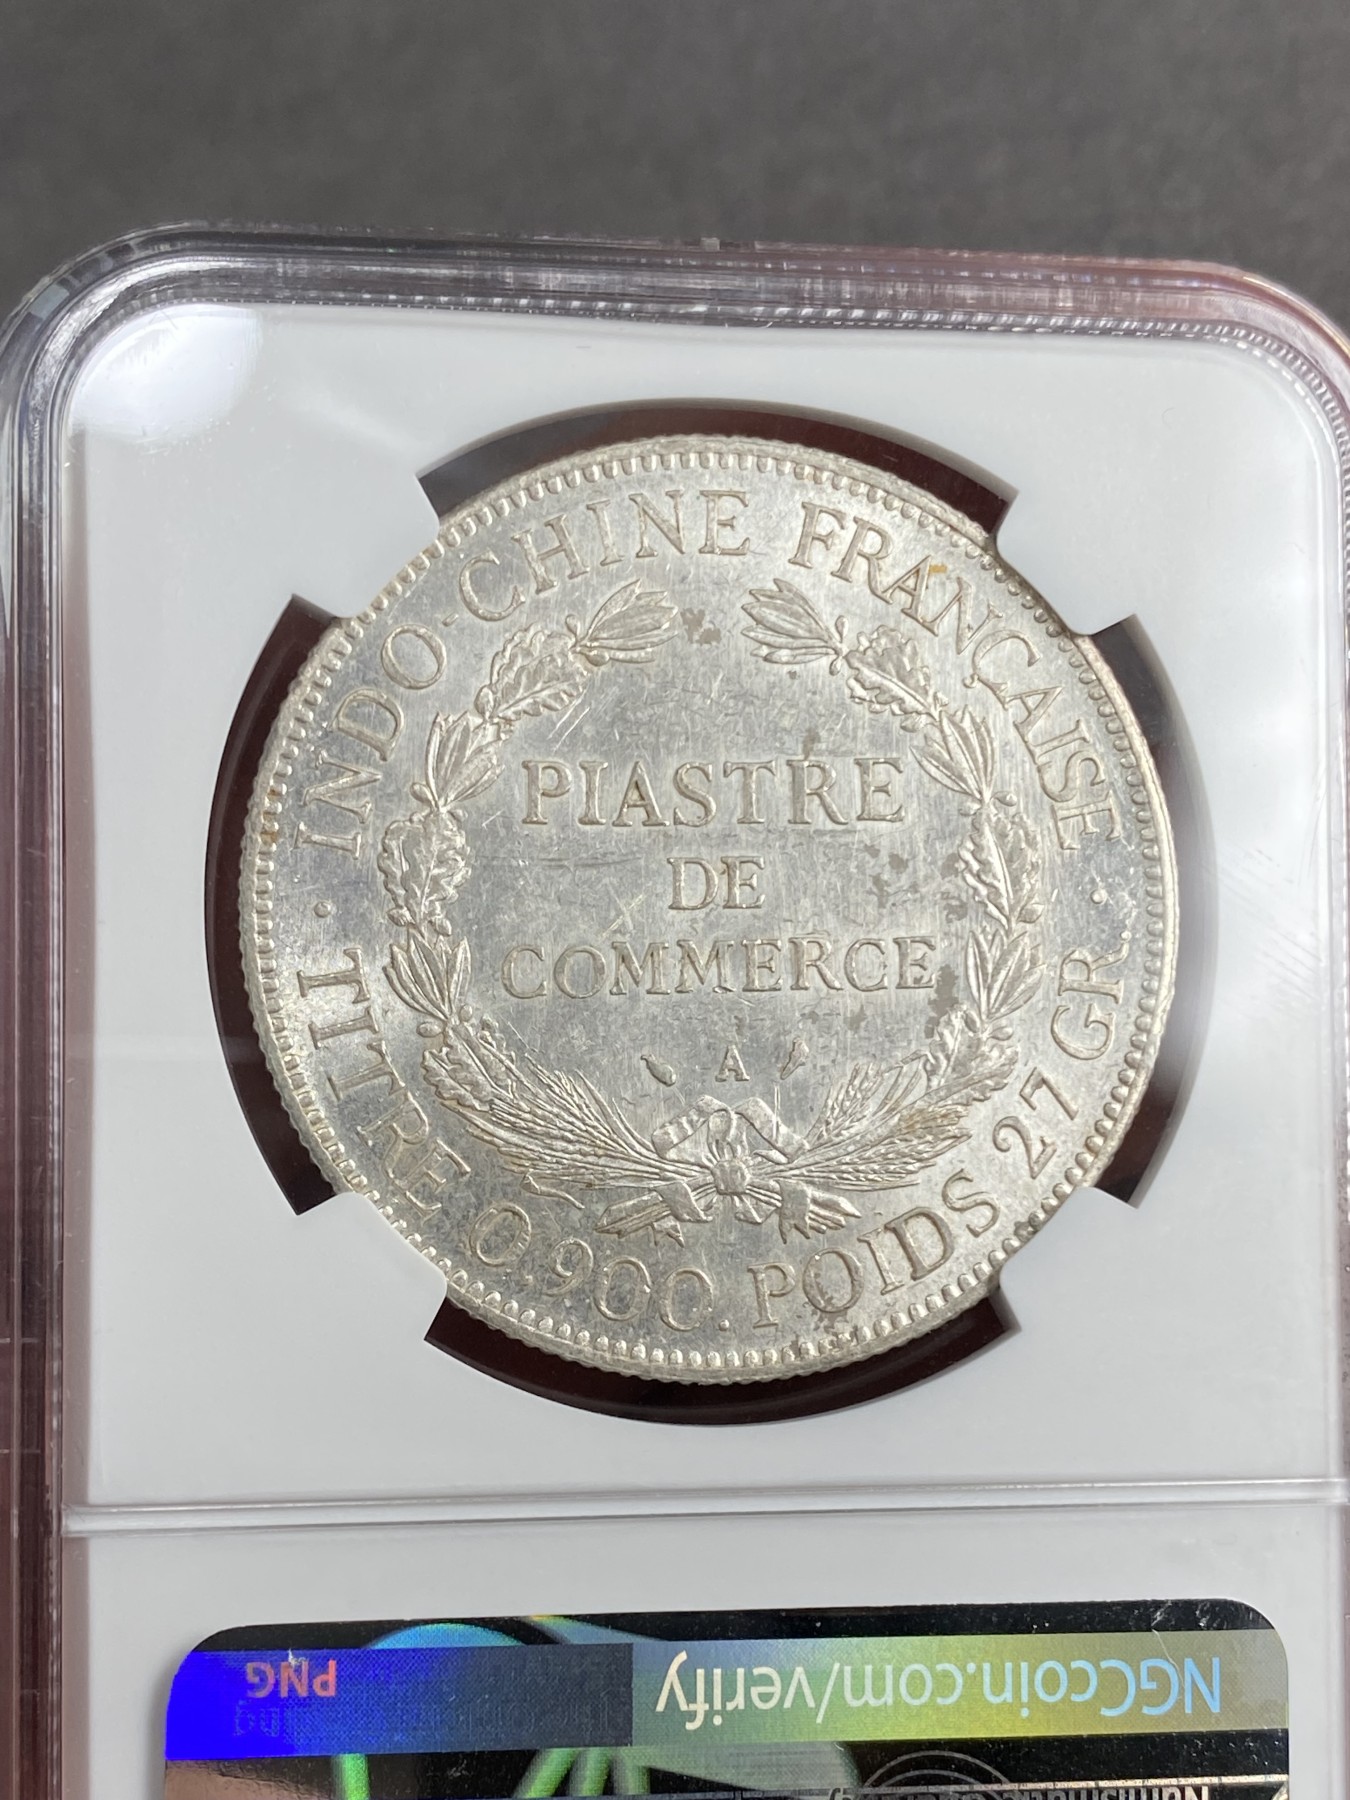 INDO-CHINE FRANÇAISE
PIASTRE
DE
COMMERCE
A
TITRE 0,900. POIDS 27 GR.
NGCcoin.com/verify
PNG